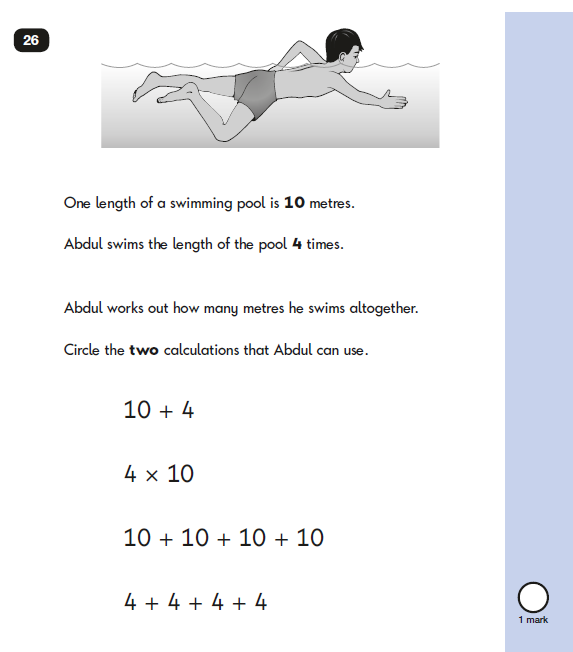 26
One length of a swimming pool is 10 metres.
Abdul swims the length of the pool 4 times.
Abdul works out how many metres he swims altogether.
Circle the two calculations that Abdul can use.
10 + 4
4 × 10
10 + 10 + 10 + 10
4 + 4 + 4 + 4
1 mark